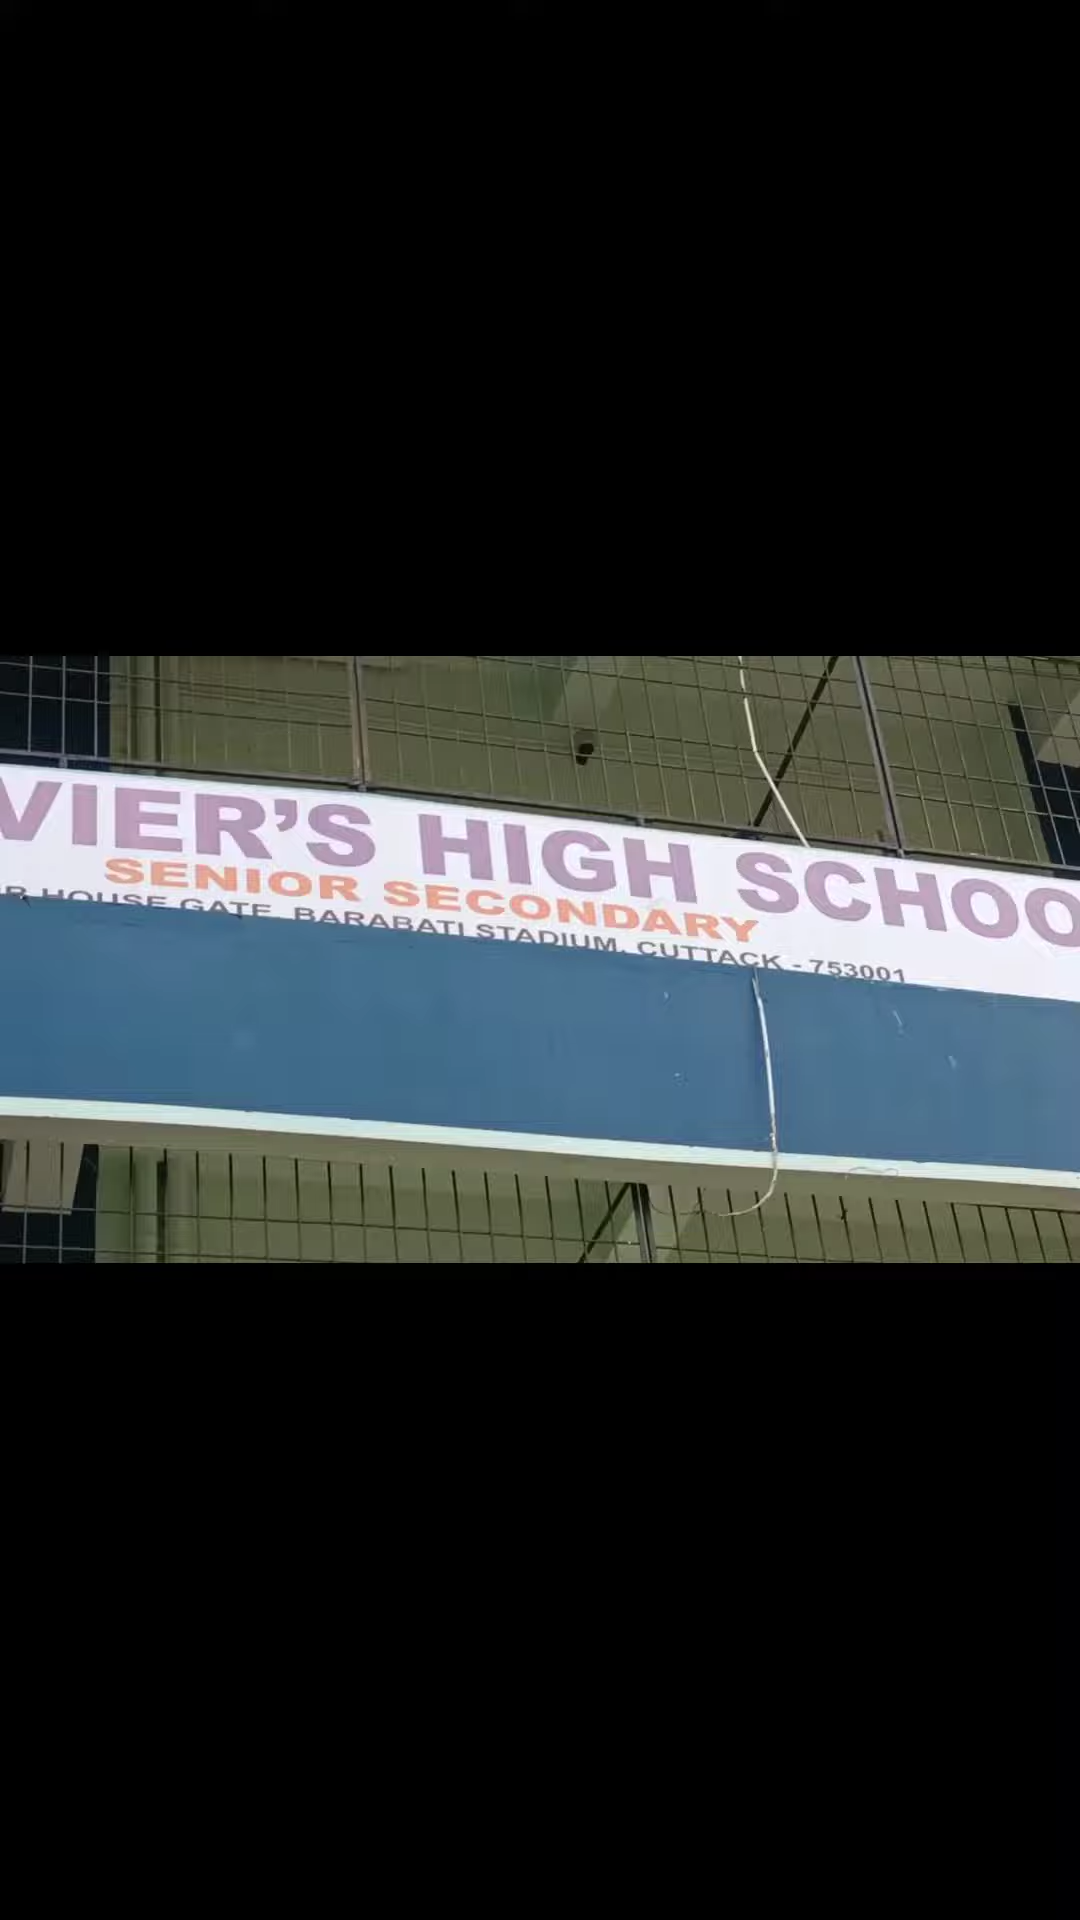 VIER'S HIGH SCHOO
SENIOR SECONDARY
R HOUSE GATE, BARABATI STADIUM, CUTTACK - 753001